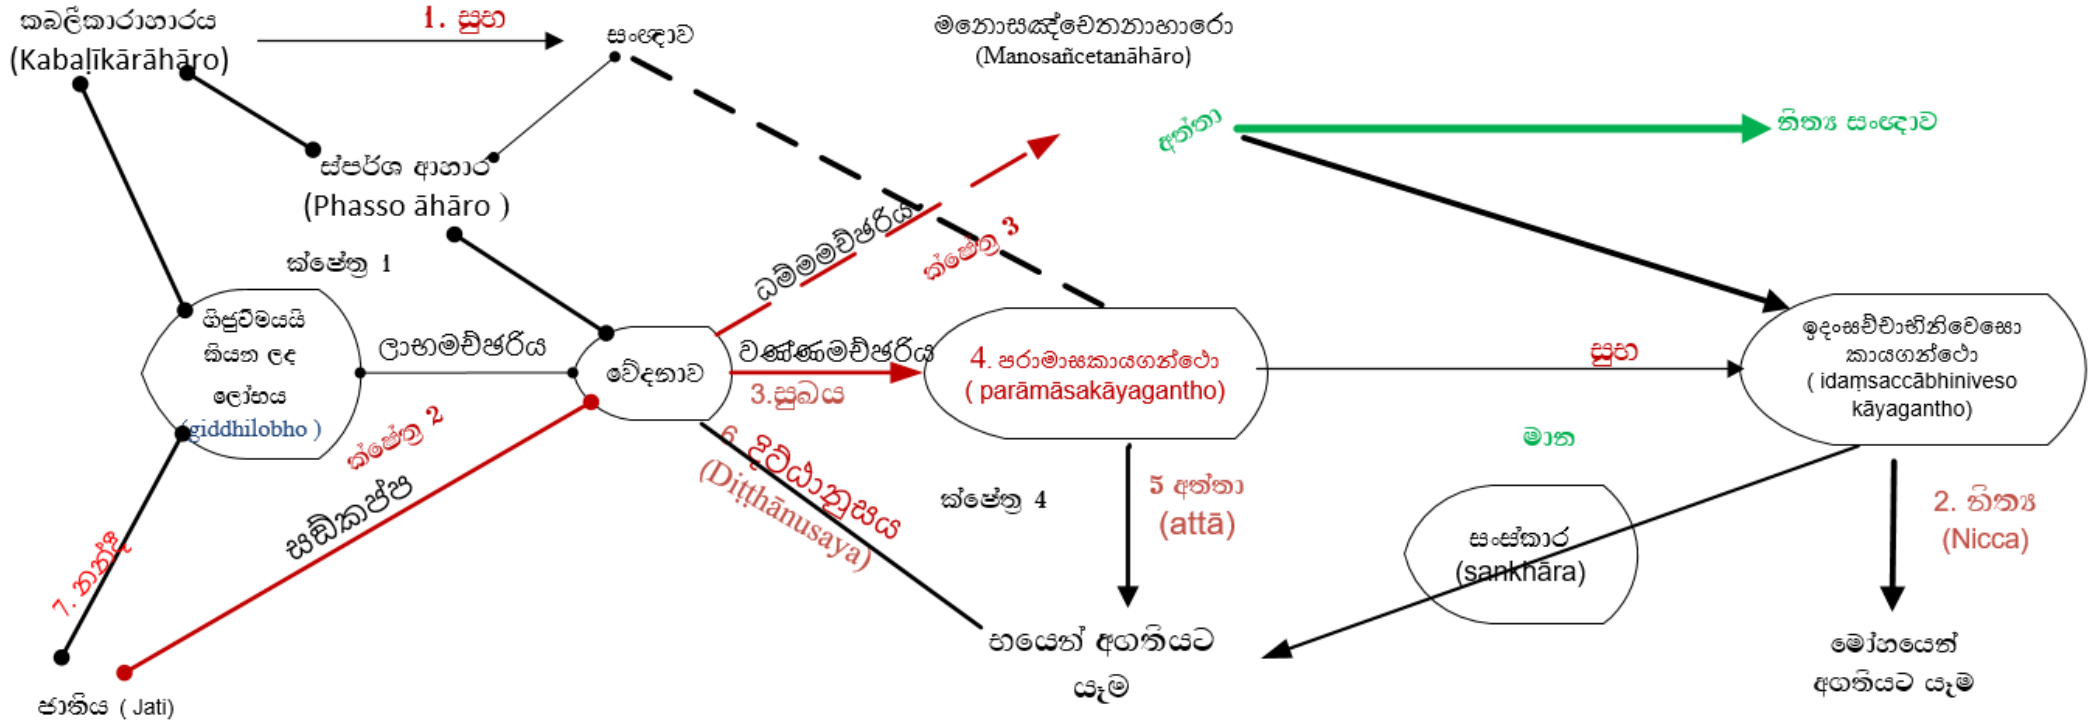 කබලීකාරාහාරය
(Kabaḷīkārāhāro)
1. සුභ
සංඥාව
මනොසඤ්චෙතනාහාරො
(Manosañcetanāhāro)
අත්තා
නිත්‍ය සංඥාව
ස්පර්ශ ආහාර
(Phasso āhāro )
ක්ෂේත්‍ර 1
ධම්මමච්ඡරිය
ක්ෂේත්‍ර 3
ගිජුවීමයයි
කියන ලද
ලෝභය
(giddhilobho )
ලාභමච්ඡරිය
වේදනාව
වණ්ණමච්ඡරිය
3.සුඛය
4. පරාමාසකායගන්ථො
( parāmāsakāyagantho)
සුභ
ඉදංසච්චාභිනිවෙසො
කායගන්ථො
( idaṃsaccābhiniveso
kāyagantho)
ක්ෂේත්‍ර 2
සඞ්කප්ප
6. දිට්ඨානුසය
(Diṭṭhānusaya)
ක්ෂේත්‍ර 4
5 අත්තා
(attā)
මාන
සංස්කාර
(sankhāra)
2. නිත්‍ය
(Nicca)
7. නන්දී
භයෙන් අගතියට
යෑම
මෝහයෙන්
අගතියට යෑම
ජාතිය ( Jati)